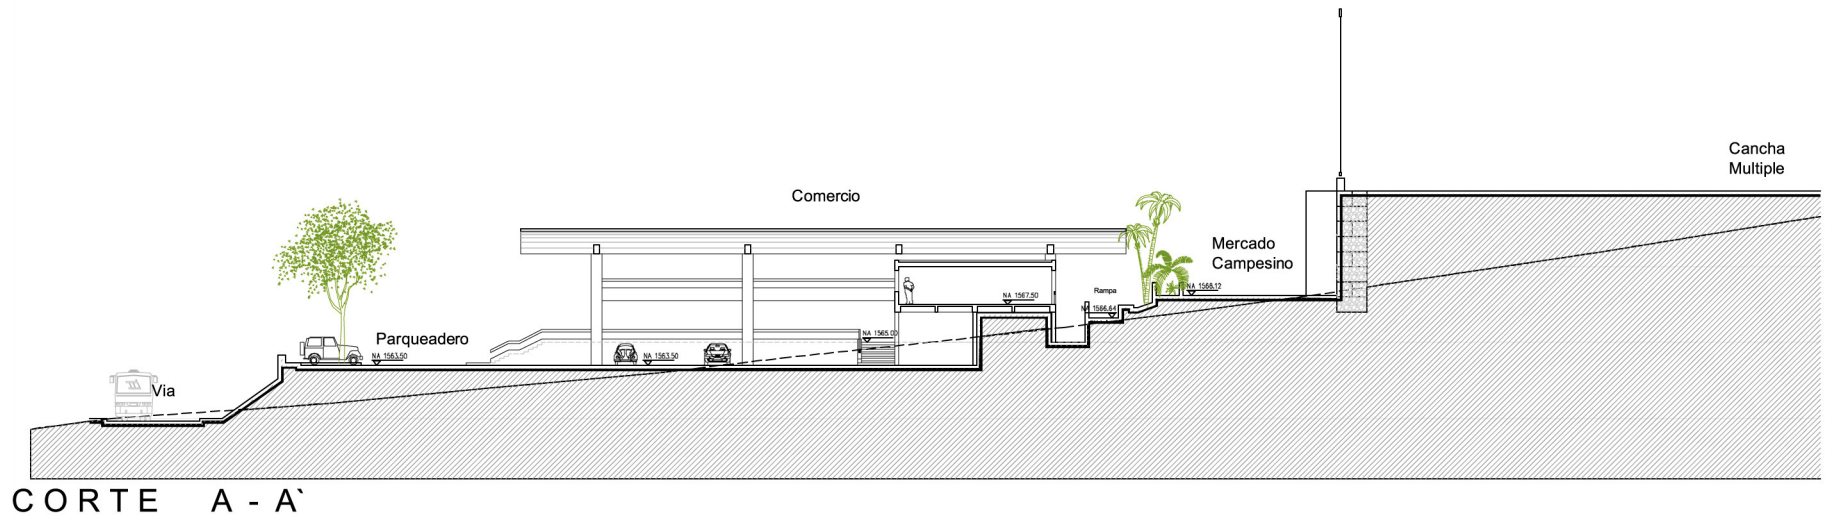 Cancha
Multiple
Comercio
Mercado
Campesino
NA 1568.12
Rampa
NA 1567.50
NA 1566.64
NA 1565.00
Parqueadero
NA 1563.50
NA 1563.50
Via
CORTE A - A`